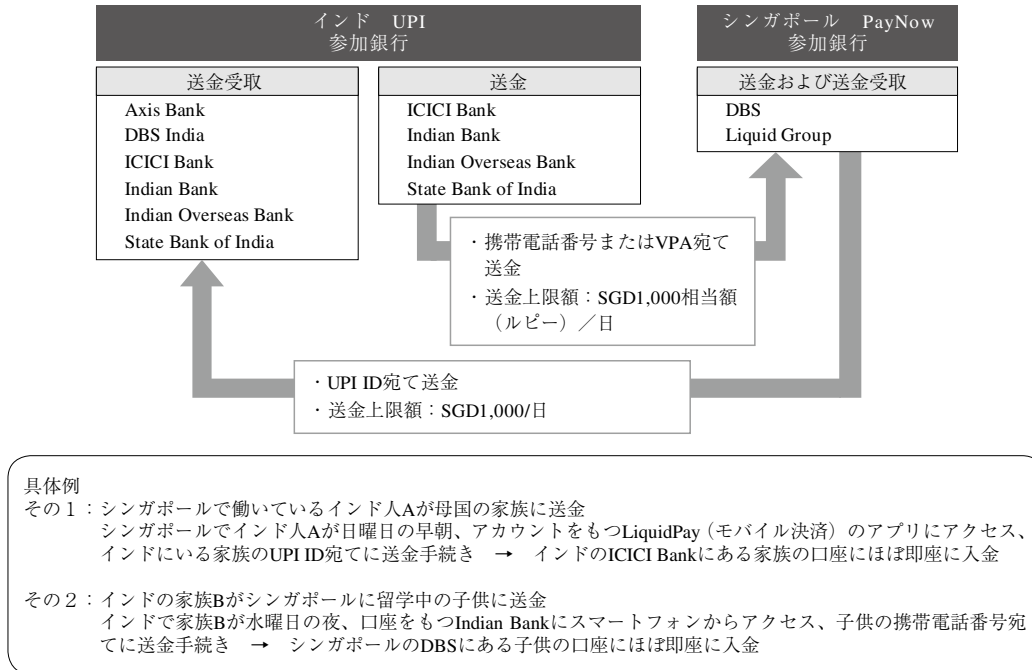 インド　UPI
参加銀行
シンガポール　PayNow
参加銀行
送金受取
Axis Bank
DBS India
ICICI Bank
Indian Bank
Indian Overseas Bank
State Bank of India
送金
ICICI Bank
Indian Bank
Indian Overseas Bank
State Bank of India
送金および送金受取
DBS
Liquid Group
・携帯電話番号またはVPA宛て
送金
・送金上限額：SGD1,000相当額
（ルピー）／日
・UPI ID宛て送金
・送金上限額：SGD1,000/日
具体例
その１：シンガポールで働いているインド人Aが母国の家族に送金
シンガポールでインド人Aが日曜日の早朝、アカウントをもつLiquidPay（モバイル決済）のアプリにアクセス、
インドにいる家族のUPI ID宛てに送金手続き　→　インドのICICI Bankにある家族の口座にほぼ即座に入金
その２：インドの家族Bがシンガポールに留学中の子供に送金
インドで家族Bが水曜日の夜、口座をもつIndian Bankにスマートフォンからアクセス、子供の携帯電話番号宛
てに送金手続き　→　シンガポールのDBSにある子供の口座にほぼ即座に入金